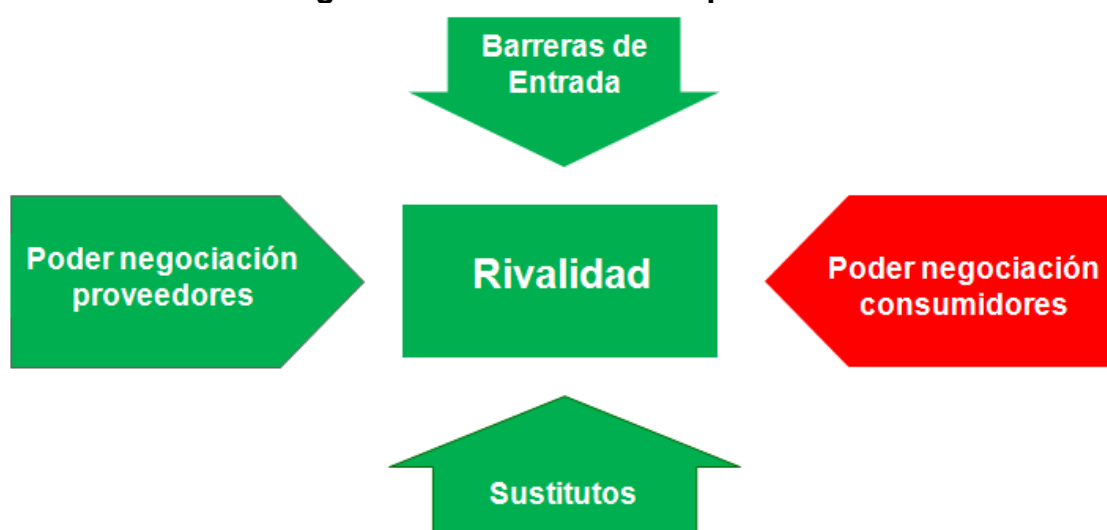 Barreras de
Entrada
Poder negociación
proveedores
Rivalidad
Poder negociación
consumidores
Sustitutos